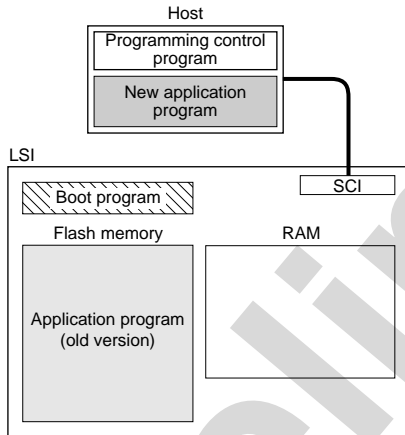 Host
Programming control
program
New application
program
LSI
SCI
Boot program
Flash memory
RAM
Application program
(old version)